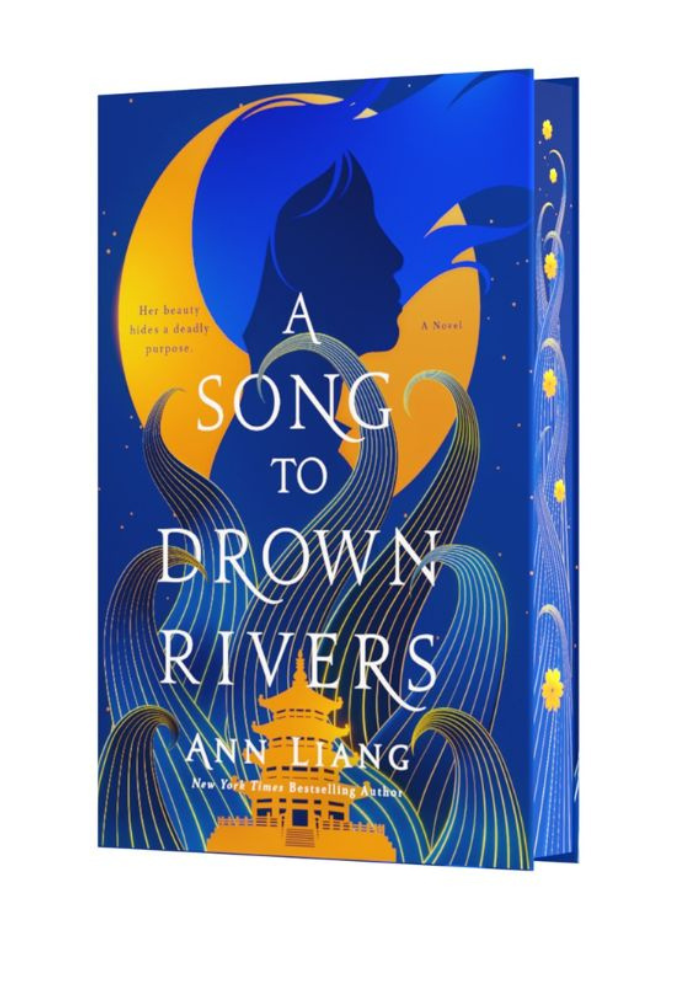 Her beauty
hides a deadly
purpose.
A Novel
A
SONG
TO
DROWN
RIVERS
ANN LIANG
New York Times Bestselling Author